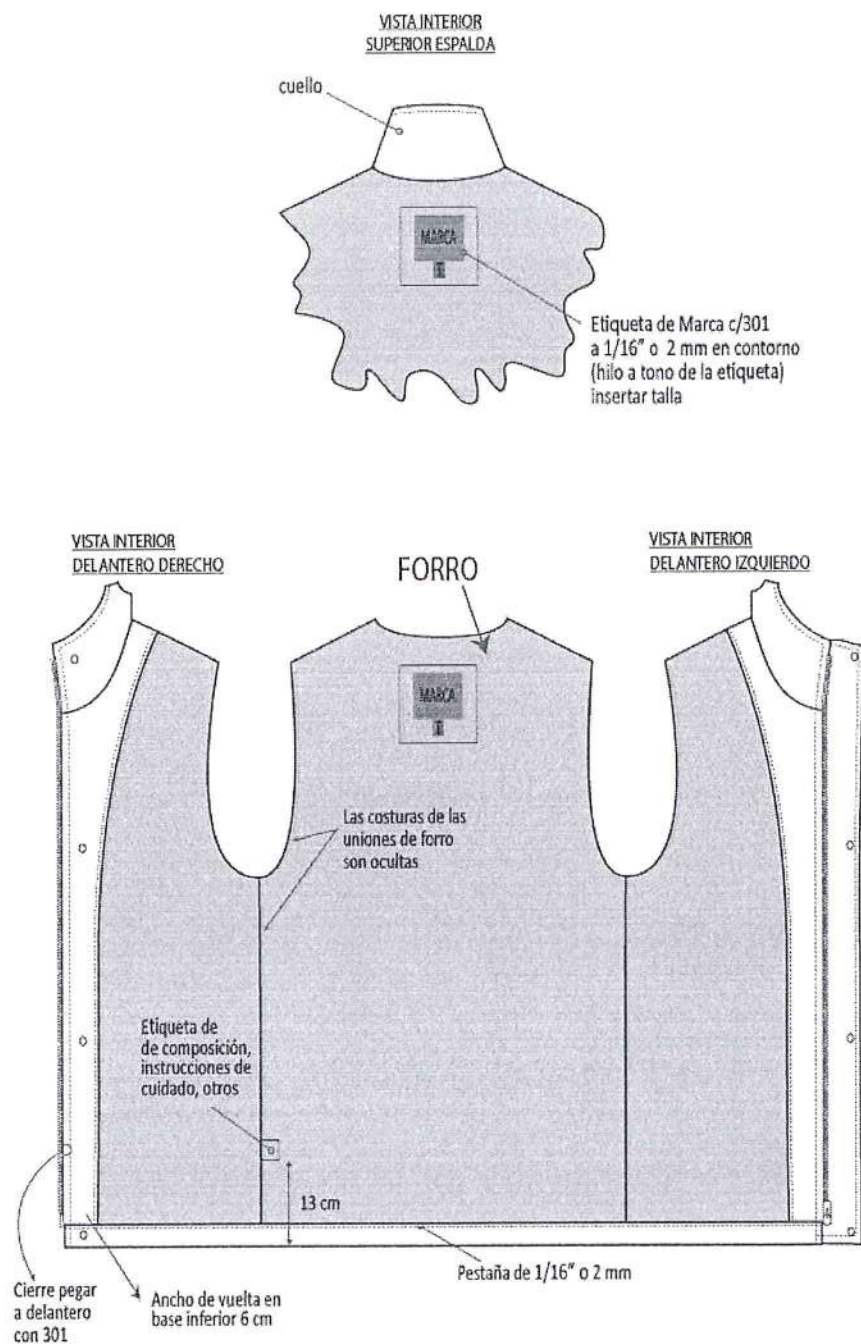 VISTA INTERIOR
SUPERIOR ESPALDA
cuello
MARCA
Etiqueta de Marca c/301
a 1/16" o 2 mm en contorno
(hilo a tono de la etiqueta)
insertar talla
VISTA INTERIOR
DELANTERO DERECHO
FORRO
VISTA INTERIOR
DELANTERO IZQUIERDO
MARCA
Las costuras de las
uniones de forro
son ocultas
Etiqueta de
de composición,
instrucciones de
cuidado, otros
13 cm
Pestaña de 1/16" o 2 mm
Cierre pegar
a delantero
con 301
Ancho de vuelta en
base inferior 6 cm